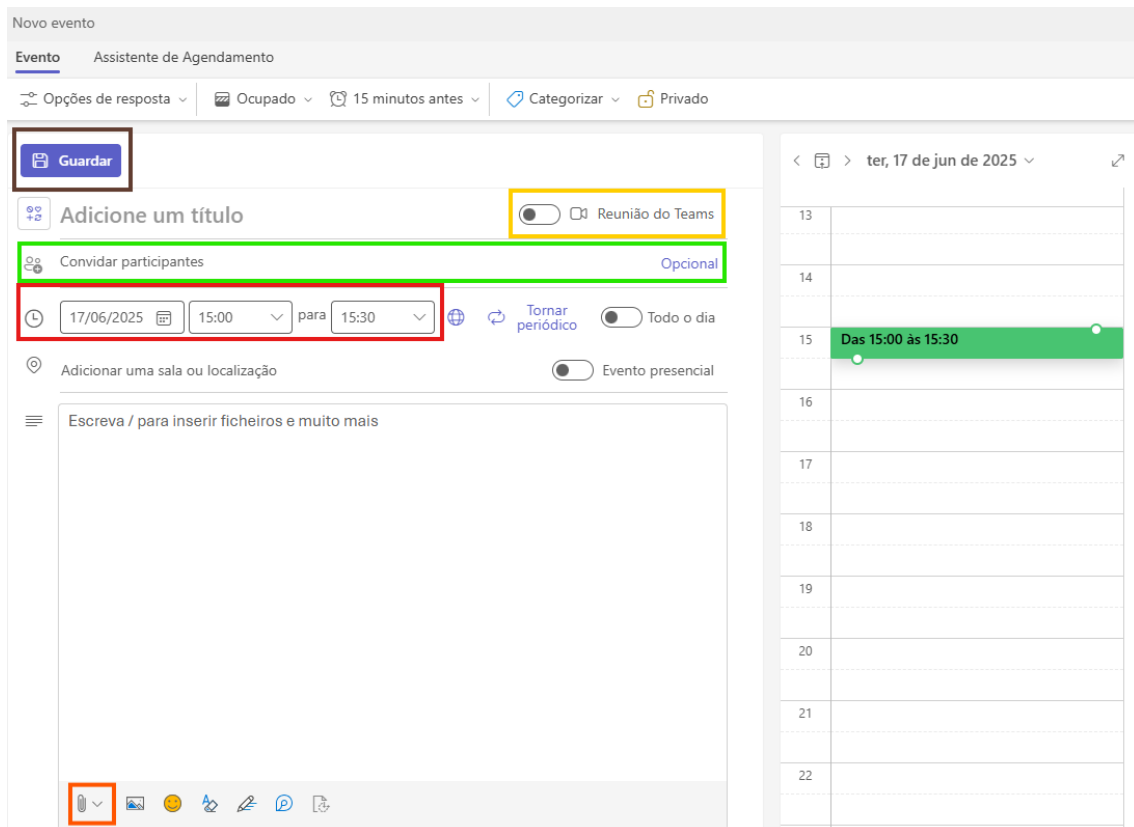 Novo evento
Evento Assistente de Agendamento
Opções de resposta Ocupado 15 minutos antes Categorizar Privado
Guardar
Adicione um título Reunião do Teams
Convidar participantes Opcional
17/06/2025 15:00 para 15:30 Tornar periódico Todo o dia
Adicionar uma sala ou localização Evento presencial
Escreva / para inserir ficheiros e muito mais
ter, 17 de jun de 2025
13
14
15 Das 15:00 às 15:30
16
17
18
19
20
21
22